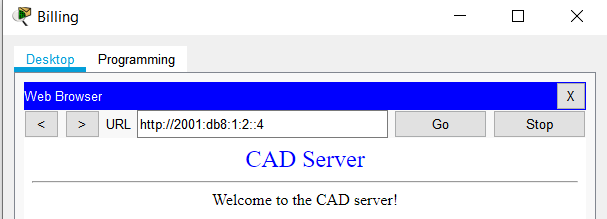 Billing
Desktop Programming
Web Browser X
< > URL http://2001:db8:1:2::4 Go Stop
CAD Server
Welcome to the CAD server!